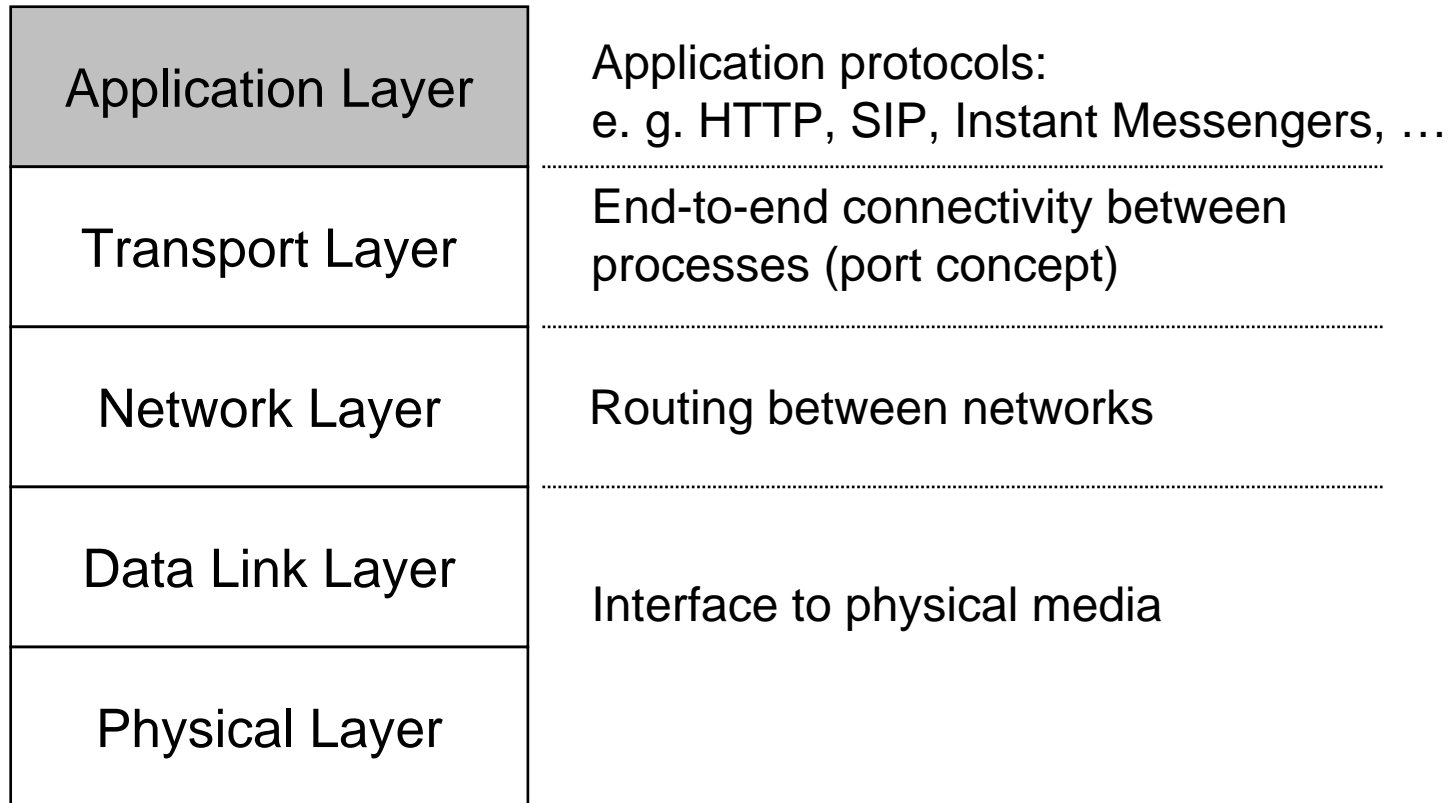 Application Layer
Application protocols:
e. g. HTTP, SIP, Instant Messengers, …
Transport Layer
End-to-end connectivity between
processes (port concept)
Network Layer
Routing between networks
Data Link Layer
Interface to physical media
Physical Layer